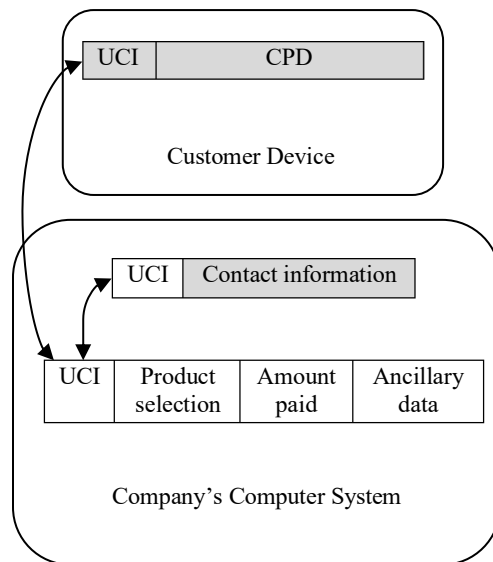 UCI CPD
Customer Device
UCI Contact information
UCI Product selection Amount paid Ancillary data
Company’s Computer System